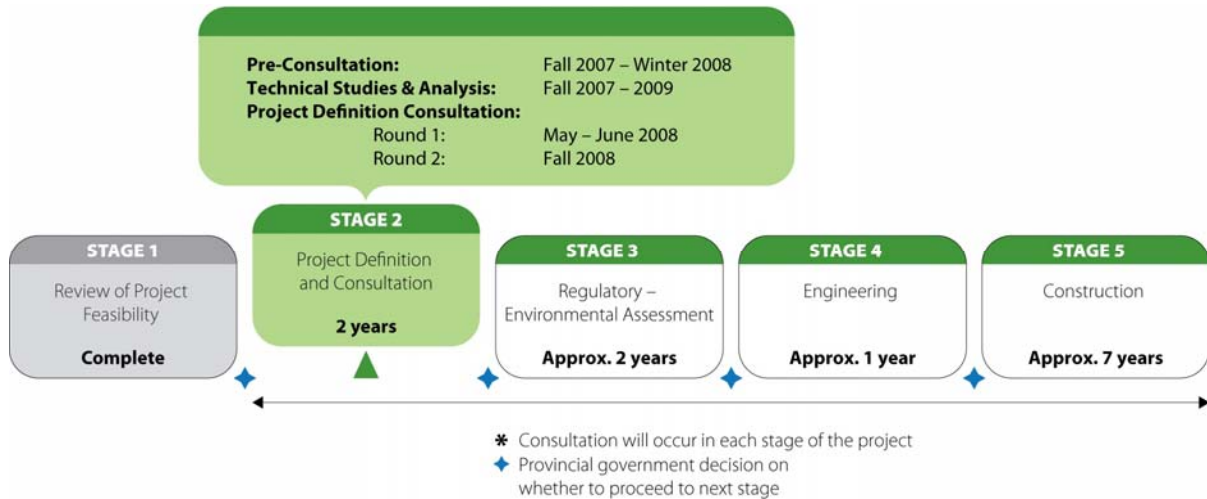 Pre-Consultation: Fall 2007 – Winter 2008
Technical Studies & Analysis: Fall 2007 – 2009
Project Definition Consultation:
Round 1: May – June 2008
Round 2: Fall 2008
STAGE 1
Review of Project
Feasibility
Complete
STAGE 2
Project Definition
and Consultation
2 years
STAGE 3
Regulatory –
Environmental Assessment
Approx. 2 years
STAGE 4
Engineering
Approx. 1 year
STAGE 5
Construction
Approx. 7 years
* Consultation will occur in each stage of the project
Provincial government decision on
whether to proceed to next stage